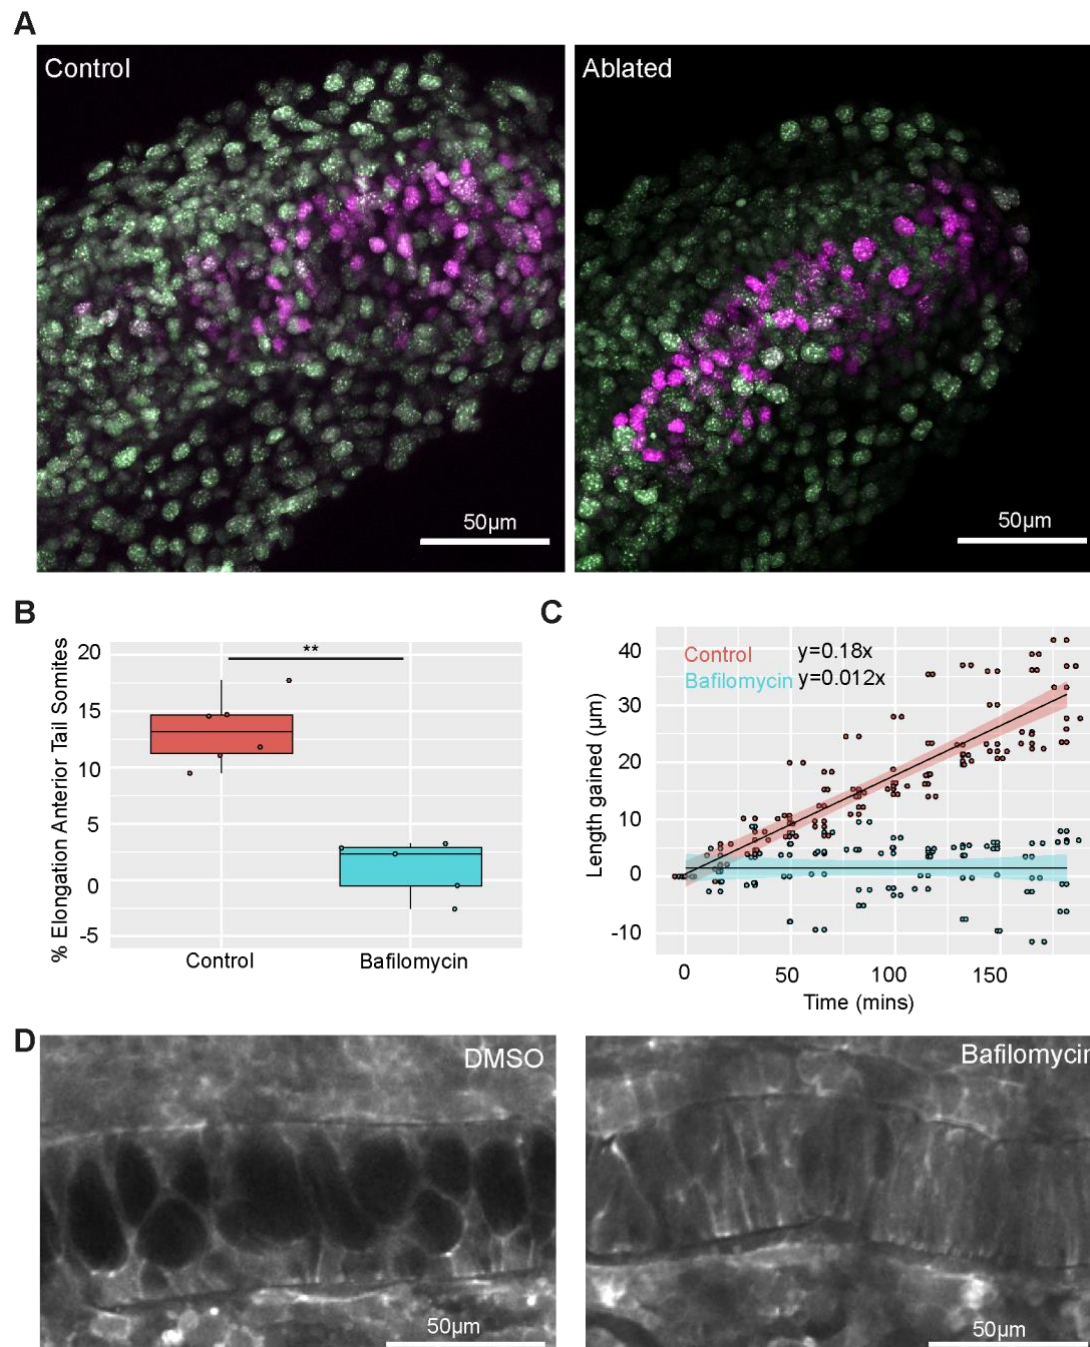 A
Control
Ablated
50µm
50µm
B
% Elongation Anterior Tail Somites
20
15
10
5
0
-5
**
Control
Bafilomycin
C
Length gained (µm)
40
30
20
10
0
-10
Control y=0.18x
Bafilomycin y=0.012x
0 50 100 150
Time (mins)
D
DMSO
Bafilomycin
50µm
50µm